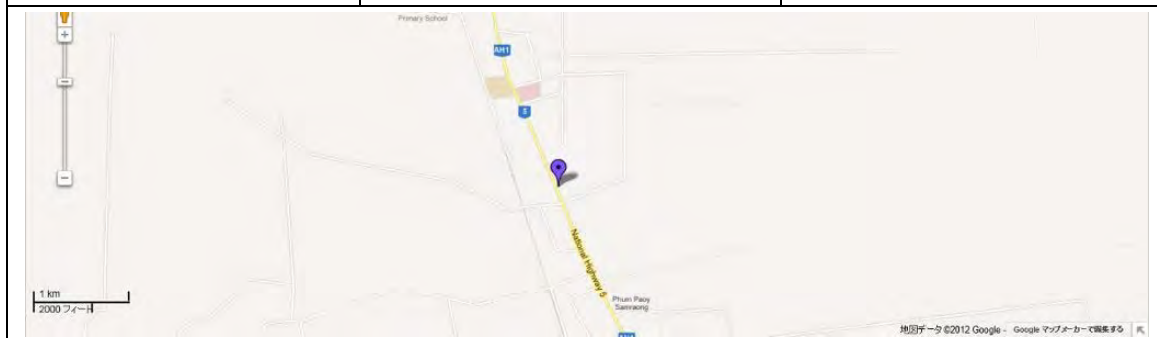 Primary School
AH1
5
National Highway 5
Phum Paoy
Samraong
1 km
2000 フィート
AH1
地図データ ©2012 Google - Google マップメーカーで編集する